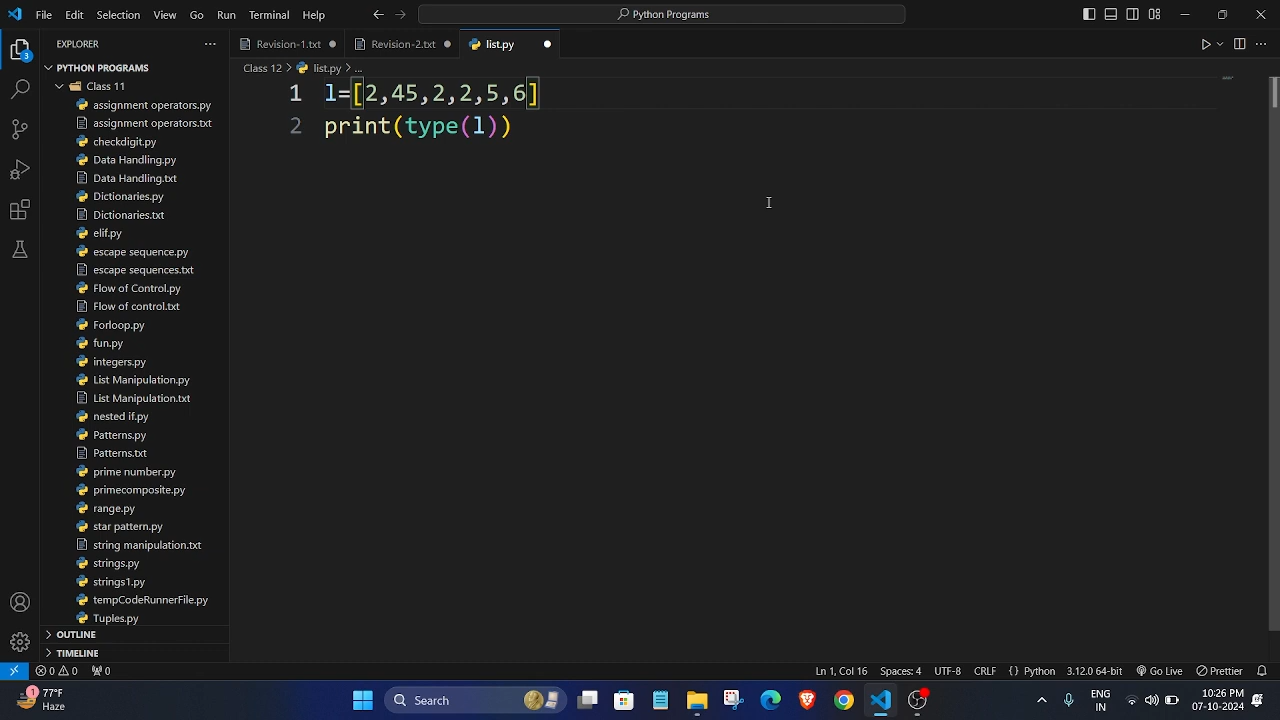 File Edit Selection View Go Run Terminal Help
Python Programs
EXPLORER
Revision-1.txt
Revision-2.txt
list.py
PYTHON PROGRAMS
Class 12 > list.py > ...
Class 11
assignment operators.py
assignment operators.txt
checkdigit.py
Data Handling.py
Data Handling.txt
Dictionaries.py
Dictionaries.txt
elif.py
escape sequence.py
escape sequences.txt
Flow of Control.py
Flow of control.txt
Forloop.py
fun.py
integers.py
List Manipulation.py
List Manipulation.txt
nested if.py
Patterns.py
Patterns.txt
prime number.py
primecomposite.py
range.py
star pattern.py
string manipulation.txt
strings.py
strings1.py
tempCodeRunnerFile.py
Tuples.py
OUTLINE
TIMELINE
3
1 l=[2,45,2,2,5,6]
2 print(type(l))
0 0 0
Ln 1, Col 16 Spaces: 4 UTF-8 CRLF {} Python 3.12.0 64-bit Go Live Prettier
1
77°F
Haze
Search
ENG
IN
10:26 PM
07-10-2024